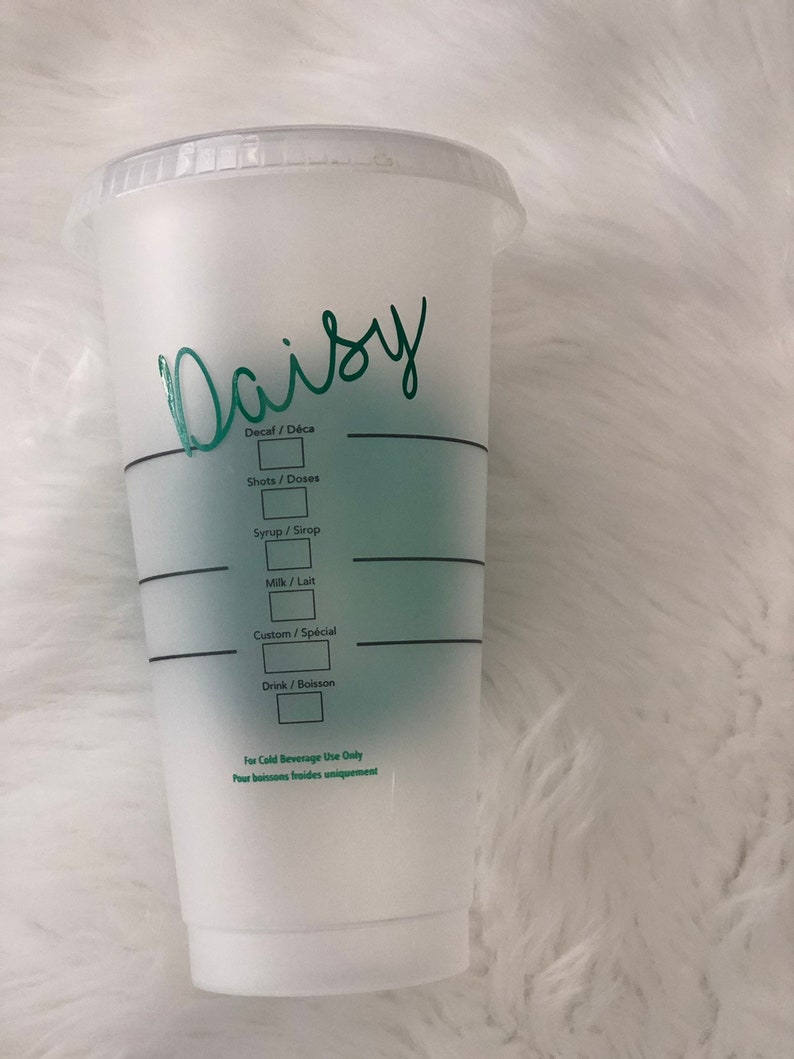 Daisy
Decaf / Déca
Shots / Doses
Syrup / Sirop
Milk / Lait
Custom / Spécial
Drink / Boisson
For Cold Beverage Use Only
Pour boissons froides uniquement